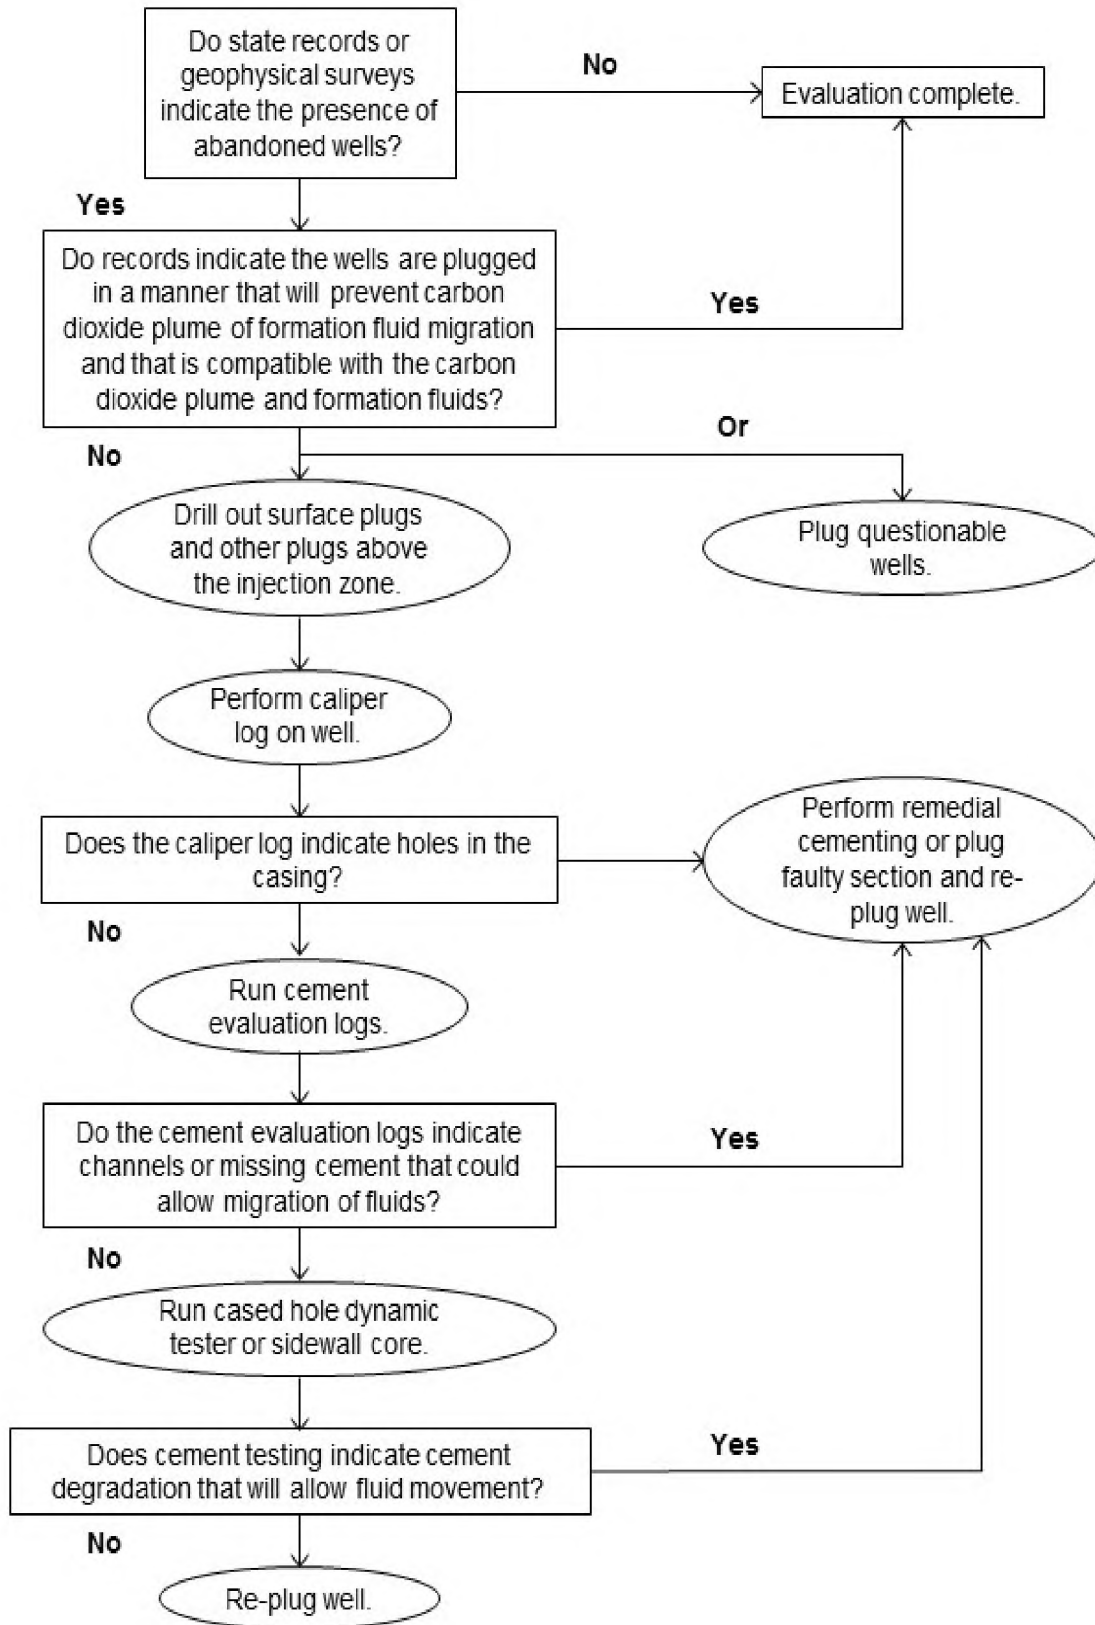 Do state records or
geophysical surveys
indicate the presence of
abandoned wells?
No
Evaluation complete.
Yes
Do records indicate the wells are plugged
in a manner that will prevent carbon
dioxide plume of formation fluid migration
and that is compatible with the carbon
dioxide plume and formation fluids?
Yes
Or
No
Drill out surface plugs
and other plugs above
the injection zone.
Plug questionable
wells.
Perform caliper
log on well.
Does the caliper log indicate holes in the
casing?
Perform remedial
cementing or plug
faulty section and re-
plug well.
No
Run cement
evaluation logs.
Do the cement evaluation logs indicate
channels or missing cement that could
allow migration of fluids?
Yes
No
Run cased hole dynamic
tester or sidewall core.
Does cement testing indicate cement
degradation that will allow fluid movement?
Yes
No
Re-plug well.